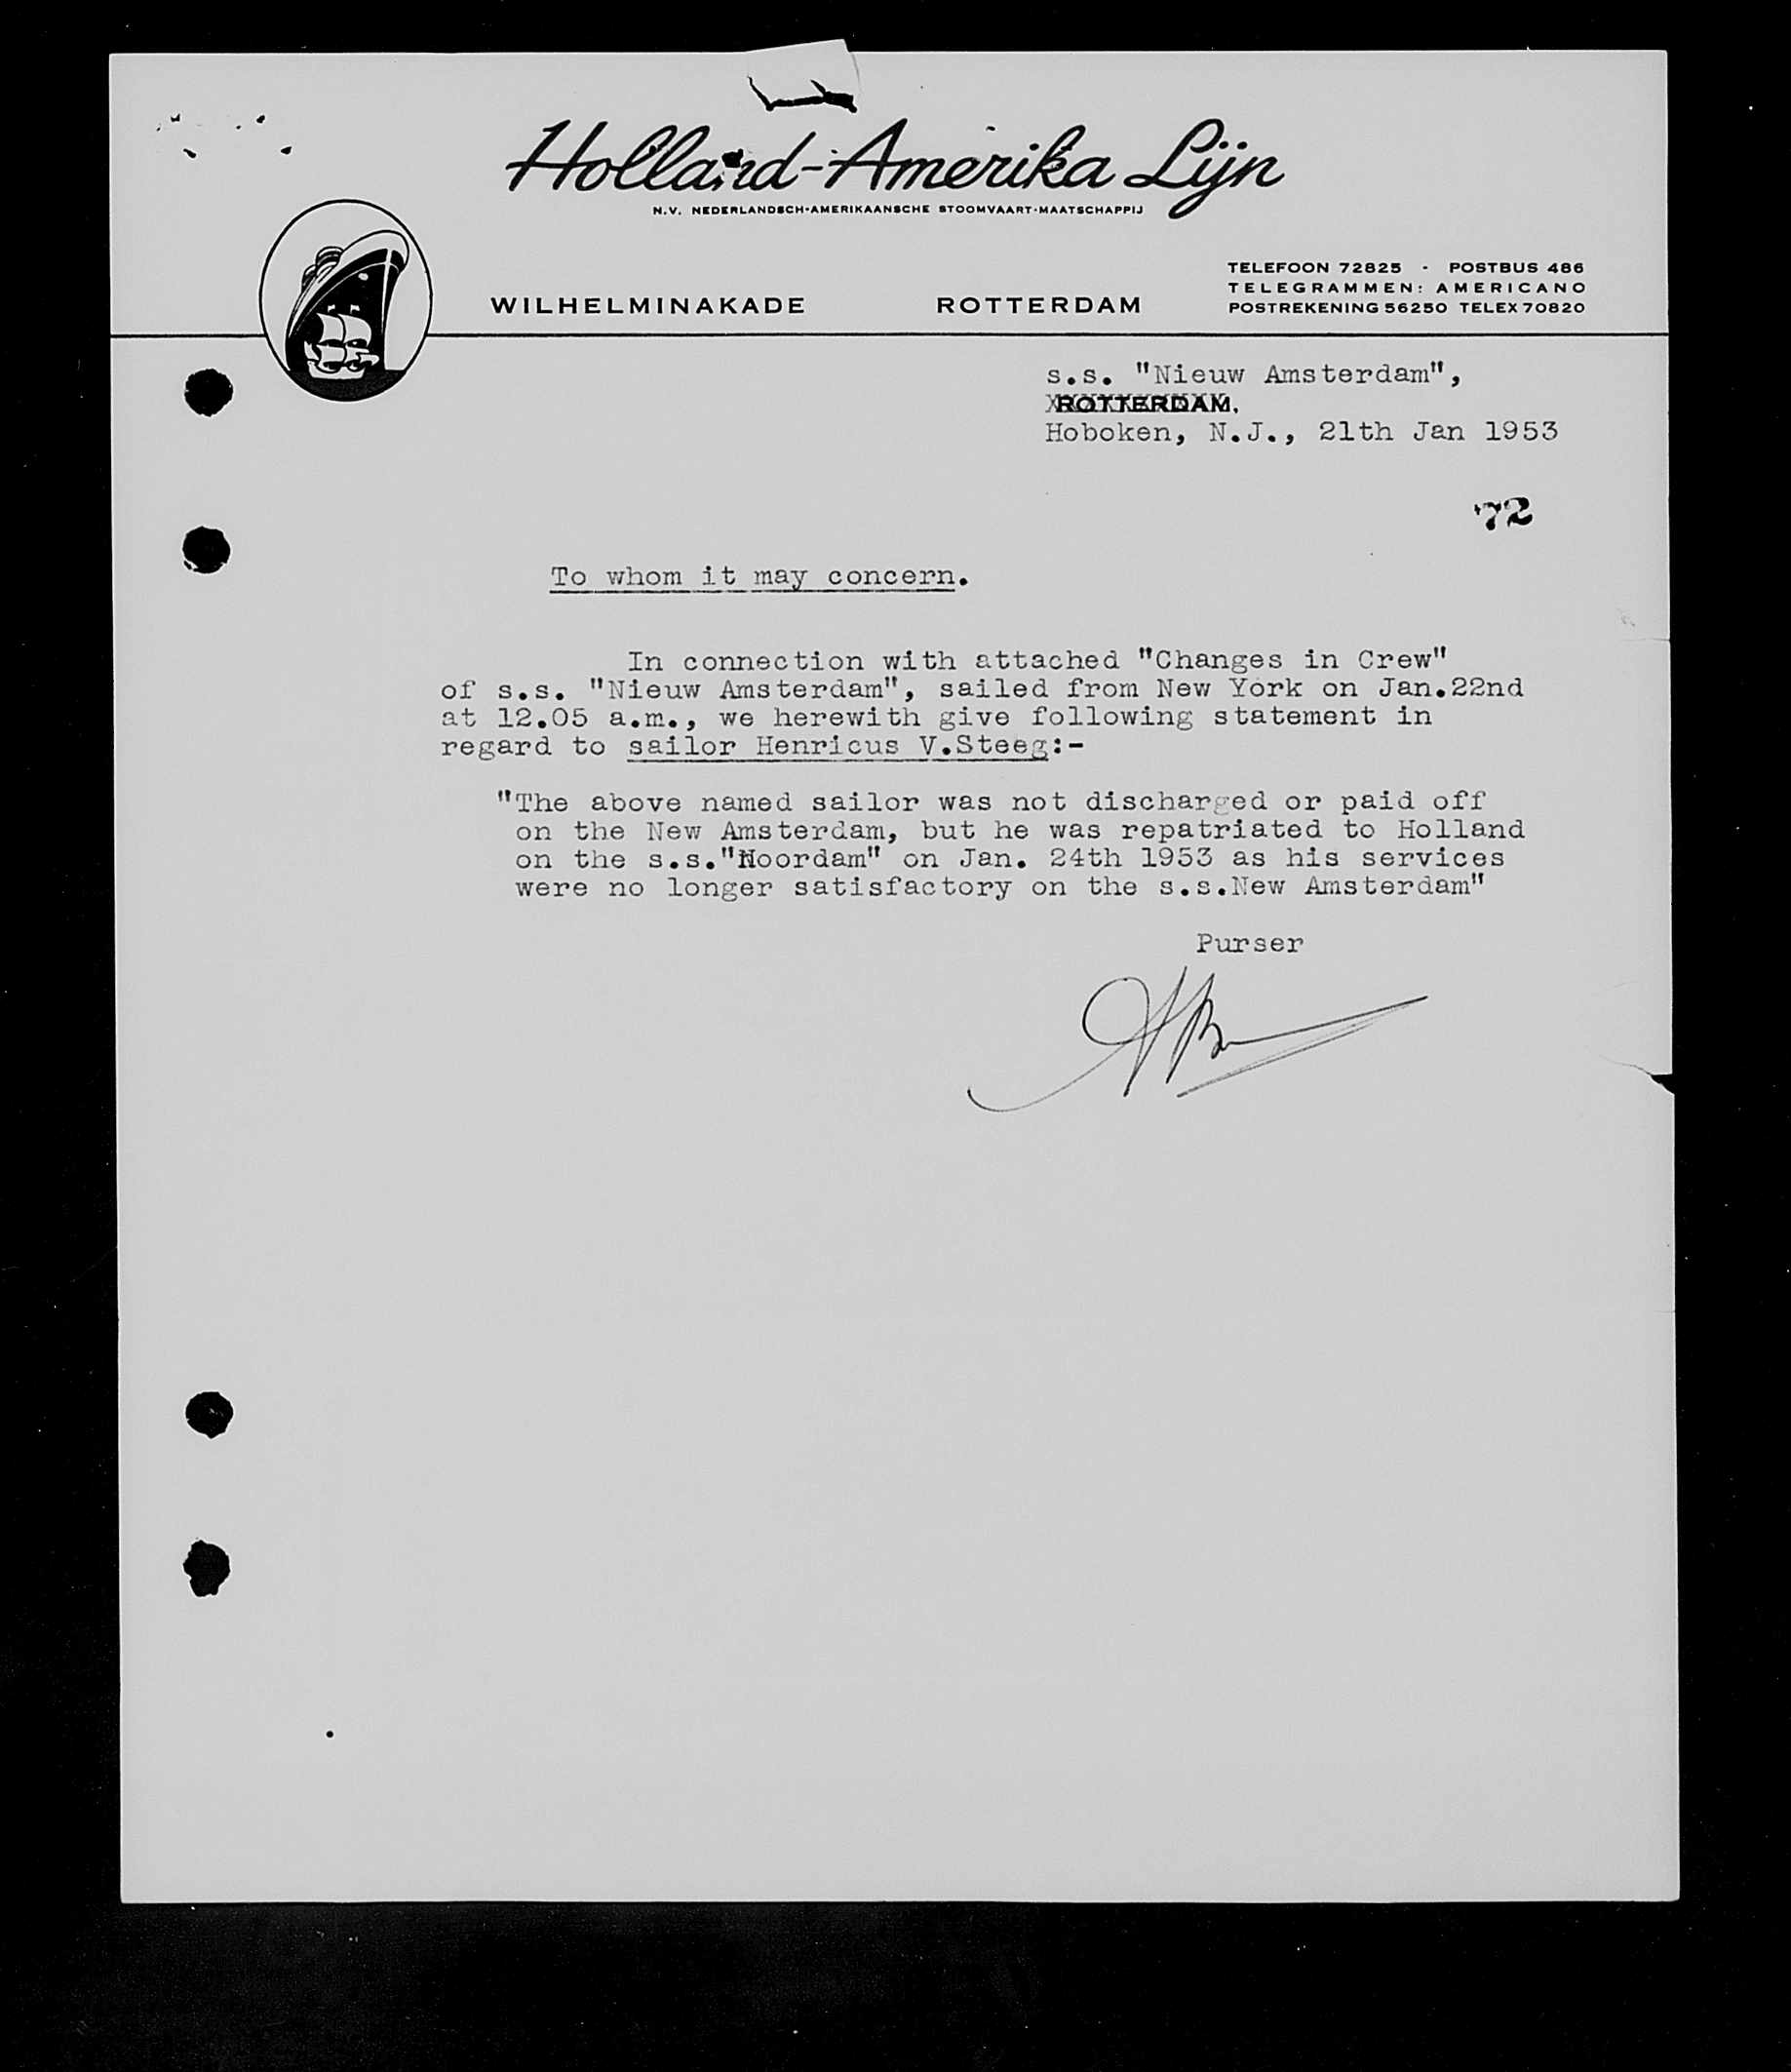 Holland-Amerika Lijn
N.V. NEDERLANDSCH-AMERIKAANSCHE STOOMVAART-MAATSCHAPPIJ
WILHELMINAKADE ROTTERDAM
TELEFOON 72825 - POSTBUS 486
TELEGRAMMEN: AMERICANO
POSTREKENING 56250 TELEX 70820
s.s. "Nieuw Amsterdam",
ROTTERDAM,
Hoboken, N.J., 21th Jan 1953
72
To whom it may concern.
In connection with attached "Changes in Crew"
of s.s. "Nieuw Amsterdam", sailed from New York on Jan.22nd
at 12.05 a.m., we herewith give following statement in
regard to sailor Henricus V.Steeg:-
"The above named sailor was not discharged or paid off
on the New Amsterdam, but he was repatriated to Holland
on the s.s."Noordam" on Jan. 24th 1953 as his services
were no longer satisfactory on the s.s.New Amsterdam"
Purser